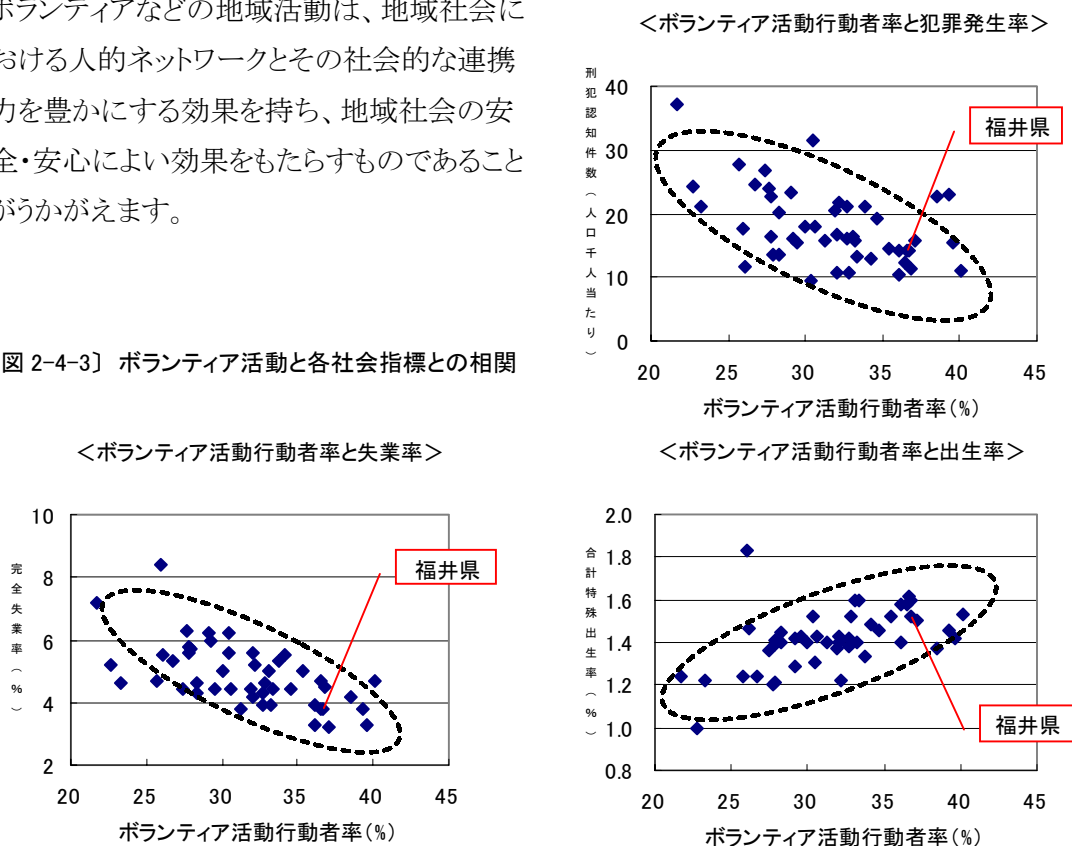 ボランティアなどの地域活動は、地域社会に
おける人的ネットワークとその社会的な連携
力を豊かにする効果を持ち、地域社会の安
全・安心によい効果をもたらすものであること
がうかがえます。
図 2-4-3〕 ボランティア活動と各社会指標との相関
＜ボランティア活動行動者率と犯罪発生率＞
刑犯認知件数（人口千人当たり）
40
30
20
10
0
福井県
20 25 30 35 40 45
ボランティア活動行動者率(%)
＜ボランティア活動行動者率と失業率＞
完全失業率（%）
10
8
6
4
2
福井県
20 25 30 35 40 45
ボランティア活動行動者率(%)
＜ボランティア活動行動者率と出生率＞
合計特殊出生率（%）
2.0
1.8
1.6
1.4
1.2
1.0
0.8
福井県
20 25 30 35 40 45
ボランティア活動行動者率(%)